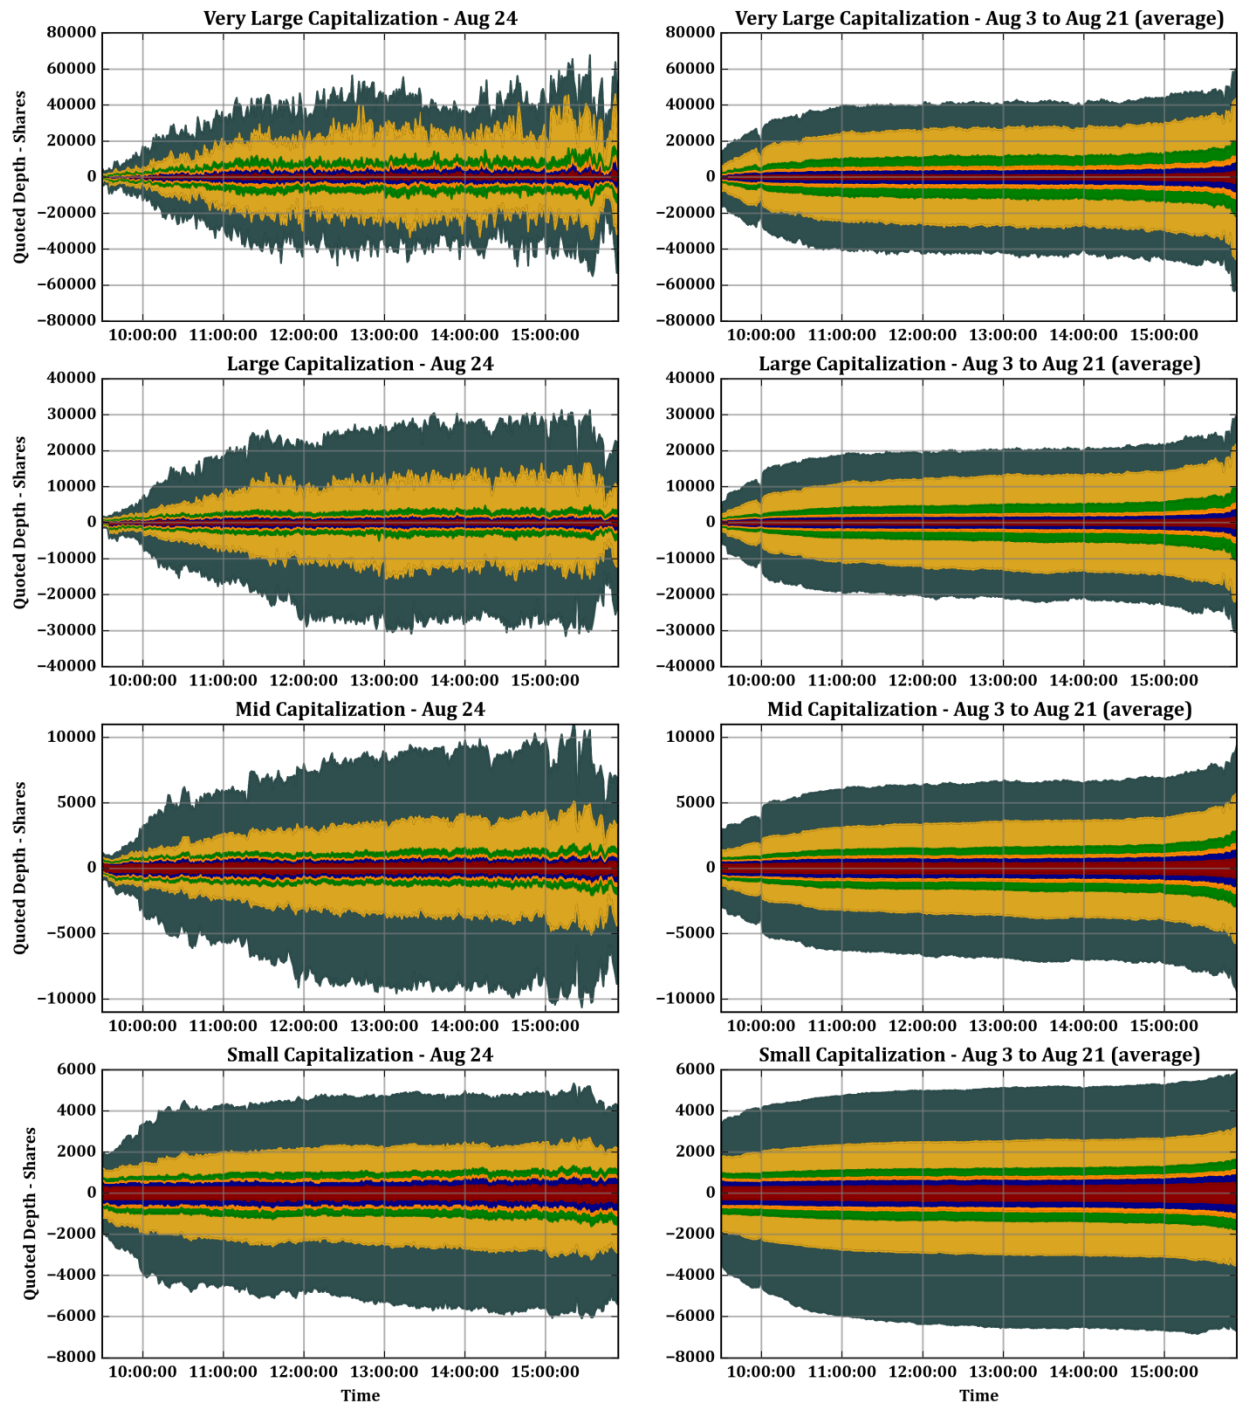 Very Large Capitalization - Aug 24
80000
60000
40000
20000
0
−20000
−40000
−60000
−80000
Quoted Depth - Shares
10:00:00 11:00:00 12:00:00 13:00:00 14:00:00 15:00:00
Very Large Capitalization - Aug 3 to Aug 21 (average)
80000
60000
40000
20000
0
−20000
−40000
−60000
−80000
10:00:00 11:00:00 12:00:00 13:00:00 14:00:00 15:00:00
Large Capitalization - Aug 24
40000
30000
20000
10000
0
−10000
−20000
−30000
−40000
Quoted Depth - Shares
10:00:00 11:00:00 12:00:00 13:00:00 14:00:00 15:00:00
Large Capitalization - Aug 3 to Aug 21 (average)
40000
30000
20000
10000
0
−10000
−20000
−30000
−40000
10:00:00 11:00:00 12:00:00 13:00:00 14:00:00 15:00:00
Mid Capitalization - Aug 24
10000
5000
0
−5000
−10000
Quoted Depth - Shares
10:00:00 11:00:00 12:00:00 13:00:00 14:00:00 15:00:00
Mid Capitalization - Aug 3 to Aug 21 (average)
10000
5000
0
−5000
−10000
10:00:00 11:00:00 12:00:00 13:00:00 14:00:00 15:00:00
Small Capitalization - Aug 24
6000
4000
2000
0
−2000
−4000
−6000
−8000
Quoted Depth - Shares
10:00:00 11:00:00 12:00:00 13:00:00 14:00:00 15:00:00
Time
Small Capitalization - Aug 3 to Aug 21 (average)
6000
4000
2000
0
−2000
−4000
−6000
−8000
10:00:00 11:00:00 12:00:00 13:00:00 14:00:00 15:00:00
Time